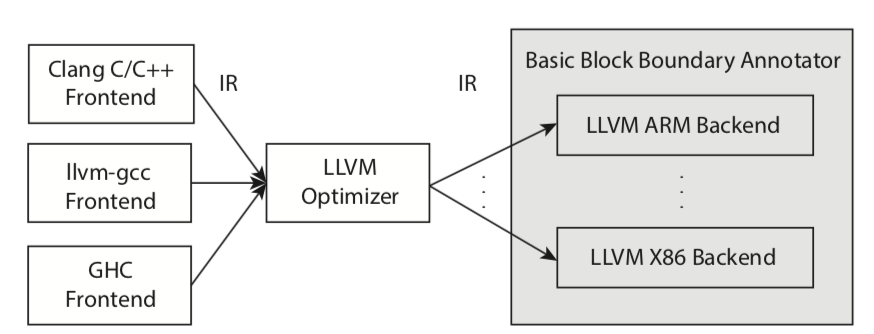 Clang C/C++
Frontend
IR
IR
Basic Block Boundary Annotator
LLVM ARM Backend
llvm-gcc
Frontend
LLVM
Optimizer
GHC
Frontend
LLVM X86 Backend